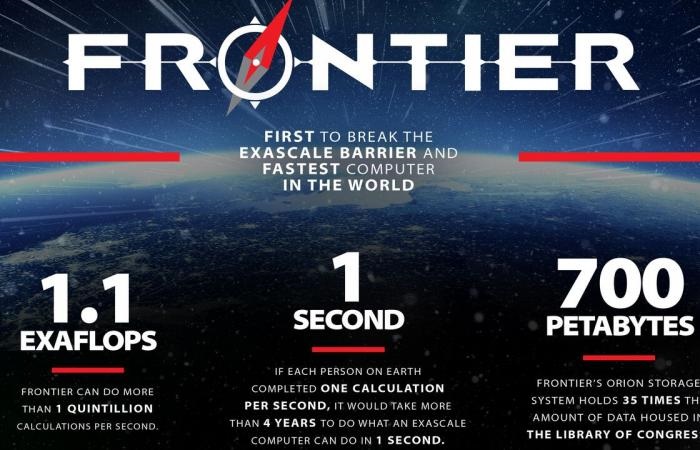 FRONTIER
FIRST TO BREAK THE
EXASCALE BARRIER AND
FASTEST COMPUTER
IN THE WORLD
1.1
EXAFLOPS
FRONTIER CAN DO MORE
THAN 1 QUINTILLION
CALCULATIONS PER SECOND.
1
SECOND
IF EACH PERSON ON EARTH
COMPLETED ONE CALCULATION
PER SECOND, IT WOULD TAKE MORE
THAN 4 YEARS TO DO WHAT AN EXASCALE
COMPUTER CAN DO IN 1 SECOND.
700
PETABYTES
FRONTIER'S ORION STORAGE
SYSTEM HOLDS 35 TIMES TH
AMOUNT OF DATA HOUSED IN
THE LIBRARY OF CONGRES